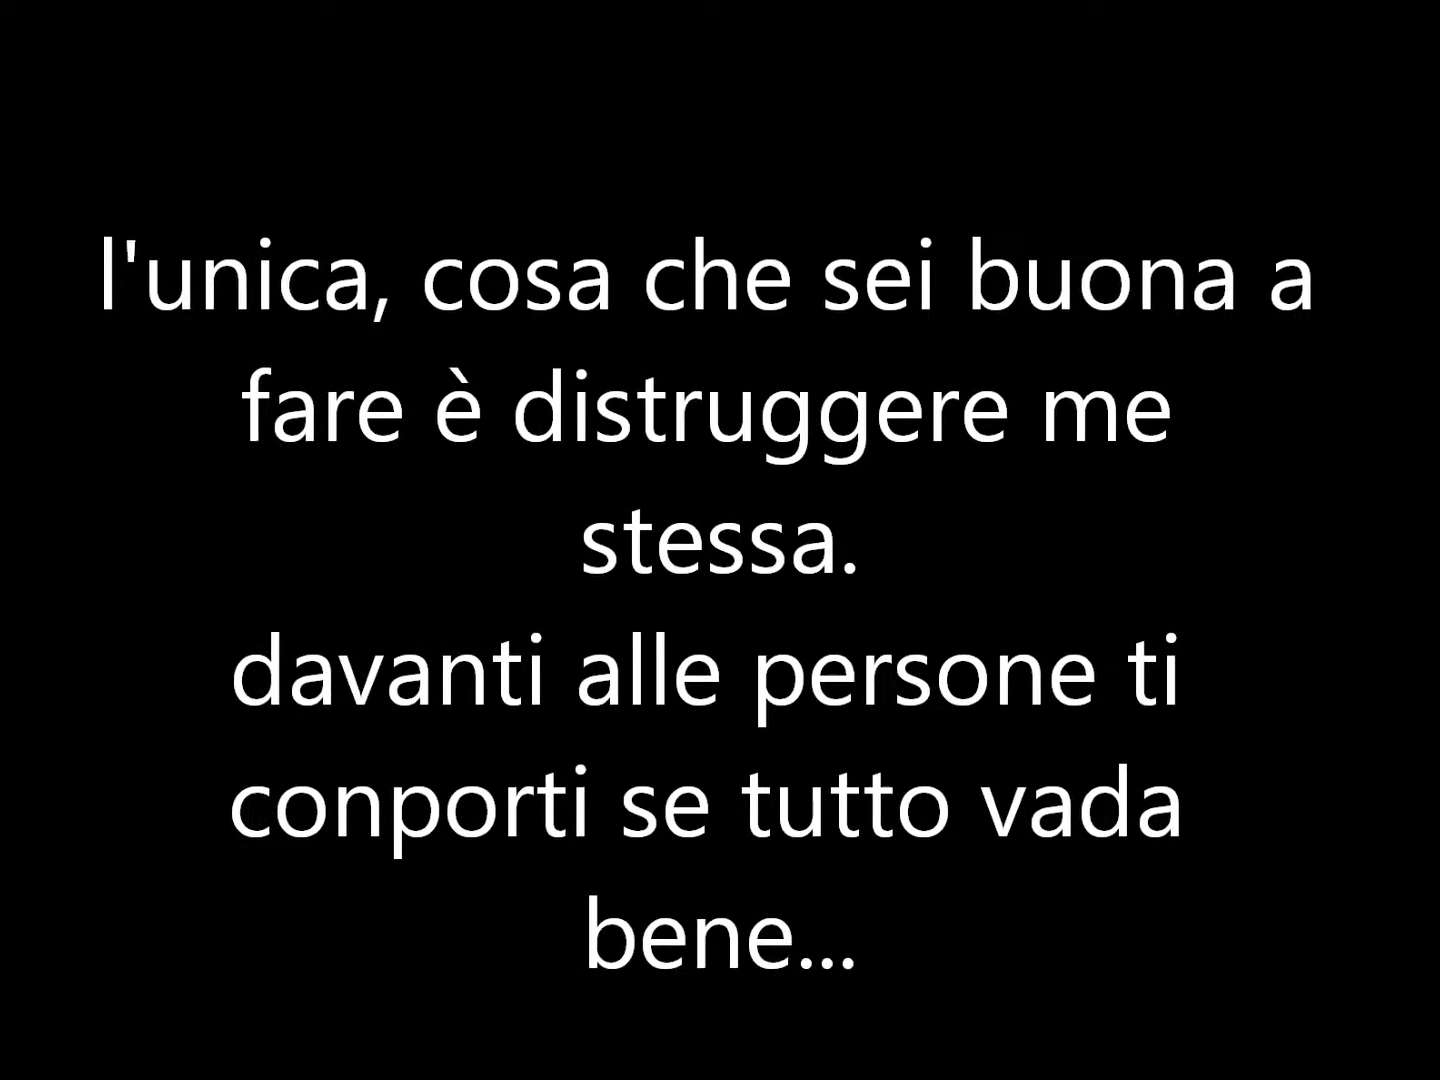 l'unica, cosa che sei buona a
fare è distruggere me
stessa.
davanti alle persone ti
conporti se tutto vada
bene...